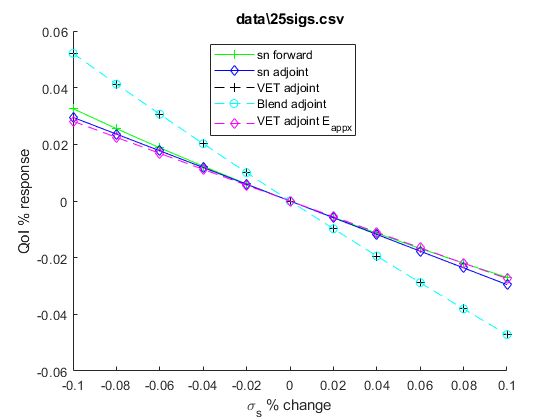 data\25sigs.csv
0.06
0.04
0.02
0
-0.02
-0.04
-0.06
QoI % response
sn forward
sn adjoint
VET adjoint
Blend adjoint
VET adjoint E_appx
-0.1 -0.08 -0.06 -0.04 -0.02 0 0.02 0.04 0.06 0.08 0.1
σ_s % change